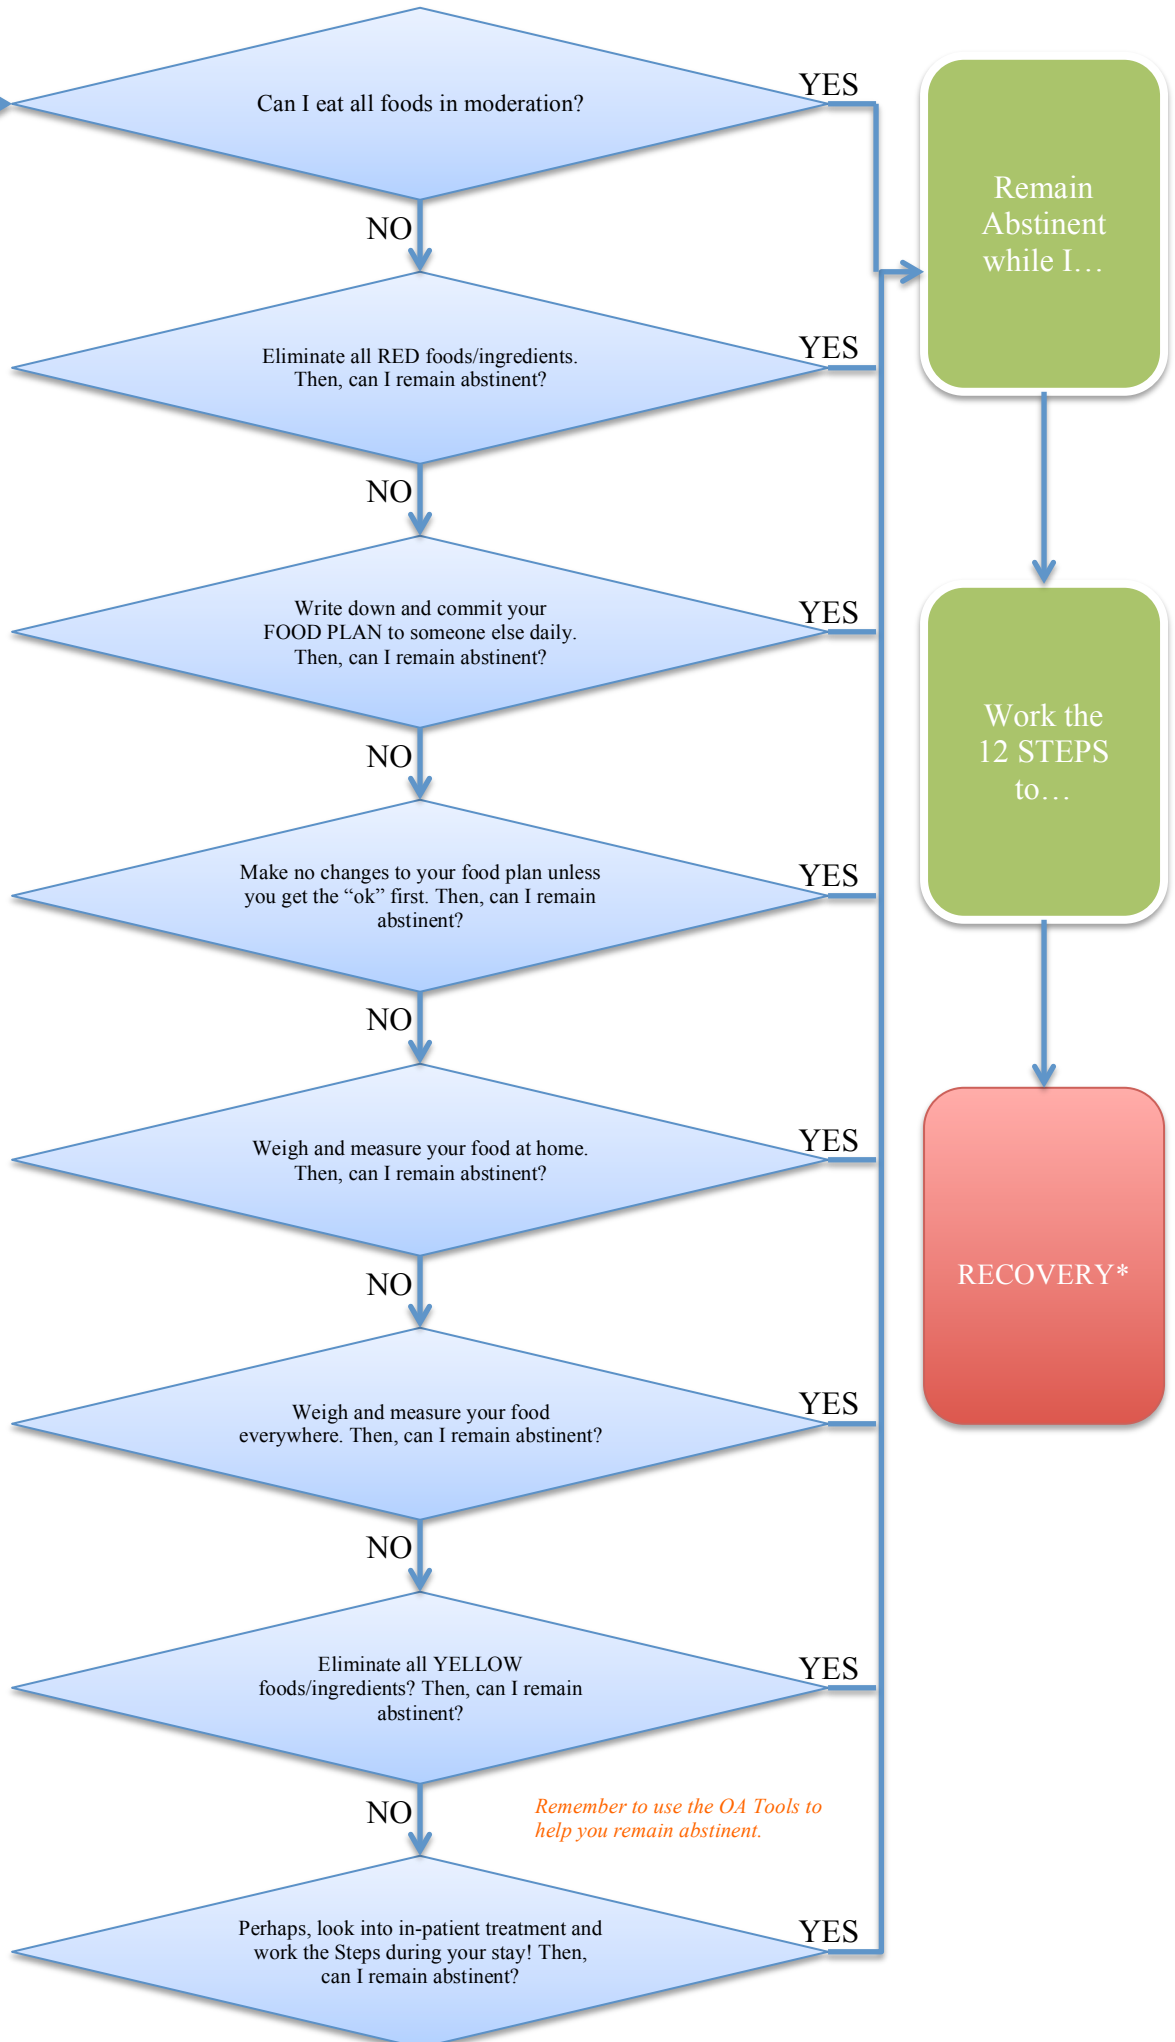 Can I eat all foods in moderation?
YES
NO
Eliminate all RED foods/ingredients.
Then, can I remain abstinent?
YES
NO
Write down and commit your
FOOD PLAN to someone else daily.
Then, can I remain abstinent?
YES
NO
Make no changes to your food plan unless
you get the “ok” first. Then, can I remain
abstinent?
YES
NO
Weigh and measure your food at home.
Then, can I remain abstinent?
YES
NO
Weigh and measure your food
everywhere. Then, can I remain abstinent?
YES
NO
Eliminate all YELLOW
foods/ingredients? Then, can I remain
abstinent?
YES
NO
Remember to use the OA Tools to
help you remain abstinent.
Perhaps, look into in-patient treatment and
work the Steps during your stay! Then,
can I remain abstinent?
YES
Remain
Abstinent
while I…
Work the
12 STEPS
to…
RECOVERY*